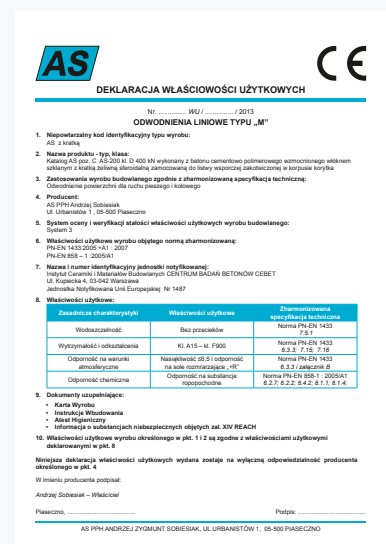 AS
CE
DEKLARACJA WŁAŚCIOWOŚCI UŻYTKOWYCH
Nr. ............... WU / ............... / 2013
ODWODNIENIA LINIOWE TYPU „M”
1. Niepowtarzalny kod identyfikacyjny typu wyrobu:
AS z kratką
2. Nazwa produktu - typ, klasa:
Katalog AS poz. C AS-200 kl. D 400 kN wykonany z betonu cementowo polimerowego wzmocnionego włóknem
szklanym z kratką żeliwną sferoidalną zamocowaną do listwy wsporczej zakotwiczonej w korpusie korytka
3. Zastosowania wyrobu budowlanego zgodnie z zharmonizowaną specyfikacja techniczną:
Odwodnienie powierzchni dla ruchu pieszego i kołowego
4. Producent:
AS PPH Andrzej Sobiesiak
Ul. Urbanistów 1 , 05-500 Piaseczno
5. System oceny i weryfikacji stałości właściwości użytkowych wyrobu budowlanego:
System 3
6. Właściwości użytkowe wyrobu objętego normą zharmonizowaną:
PN-EN 1433:2005 +A1 : 2007
PN-EN 858 – 1 :2005/A1
7. Nazwa i numer identyfikacyjny jednostki notyfikowanej:
Instytut Ceramiki i Materiałów Budowlanych CENTRUM BADAŃ BETONÓW CEBET
Ul. Kupiecka 4, 03-042 Warszawa
Jednostka Notyfikowana Unii Europejskiej Nr 1487
8. Właściwości użytkowe:
Zasadnicze charakterystyki Właściwości użytkowe Zharmonizowana
specyfikacja techniczna
Wodoszczelność Bez przecieków Norma PN-EN 1433
7.5.1
Wytrzymałość i odkształcenia Kl. A15 – kl. F900 Norma PN-EN 1433
6.3.3; 7.15; 7.16
Odporność na warunki
atmosferyczne Nasiąkliwość ≤6,5 i odporność
na sole rozmrażające „+R” Norma PN-EN 1433
6.3.3 i załącznik B
Odporność chemiczna Odporność na substancje
ropopochodne Norma PN-EN 858-1 : 2005/A1
6.2.7; 6.2.2; 6.4.2; 8.1.1; 8.1.4;
9. Dokumenty uzupełniające:
• Karta Wyrobu
• Instrukcje Wbudowania
• Atest Higieniczny
• Informacja o substancjach niebezpiecznych objętych zał. XIV REACH
10. Właściwości użytkowe wyrobu określonego w pkt. 1 i 2 są zgodne z właściwościami użytkowymi
deklarowanymi w pkt. 8
Niniejsza deklaracja właściwości użytkowych wydana zostaje na wyłączną odpowiedzialność producenta
określonego w pkt. 4
W imieniu producenta podpisał:
Andrzej Sobiesiak – Właściciel
Piaseczno, ................................... Podpis: ...................................
AS PPH ANDRZEJ ZYGMUNT SOBIESIAK, UL.URBANISTÓW 1, 05-500 PIASECZNO